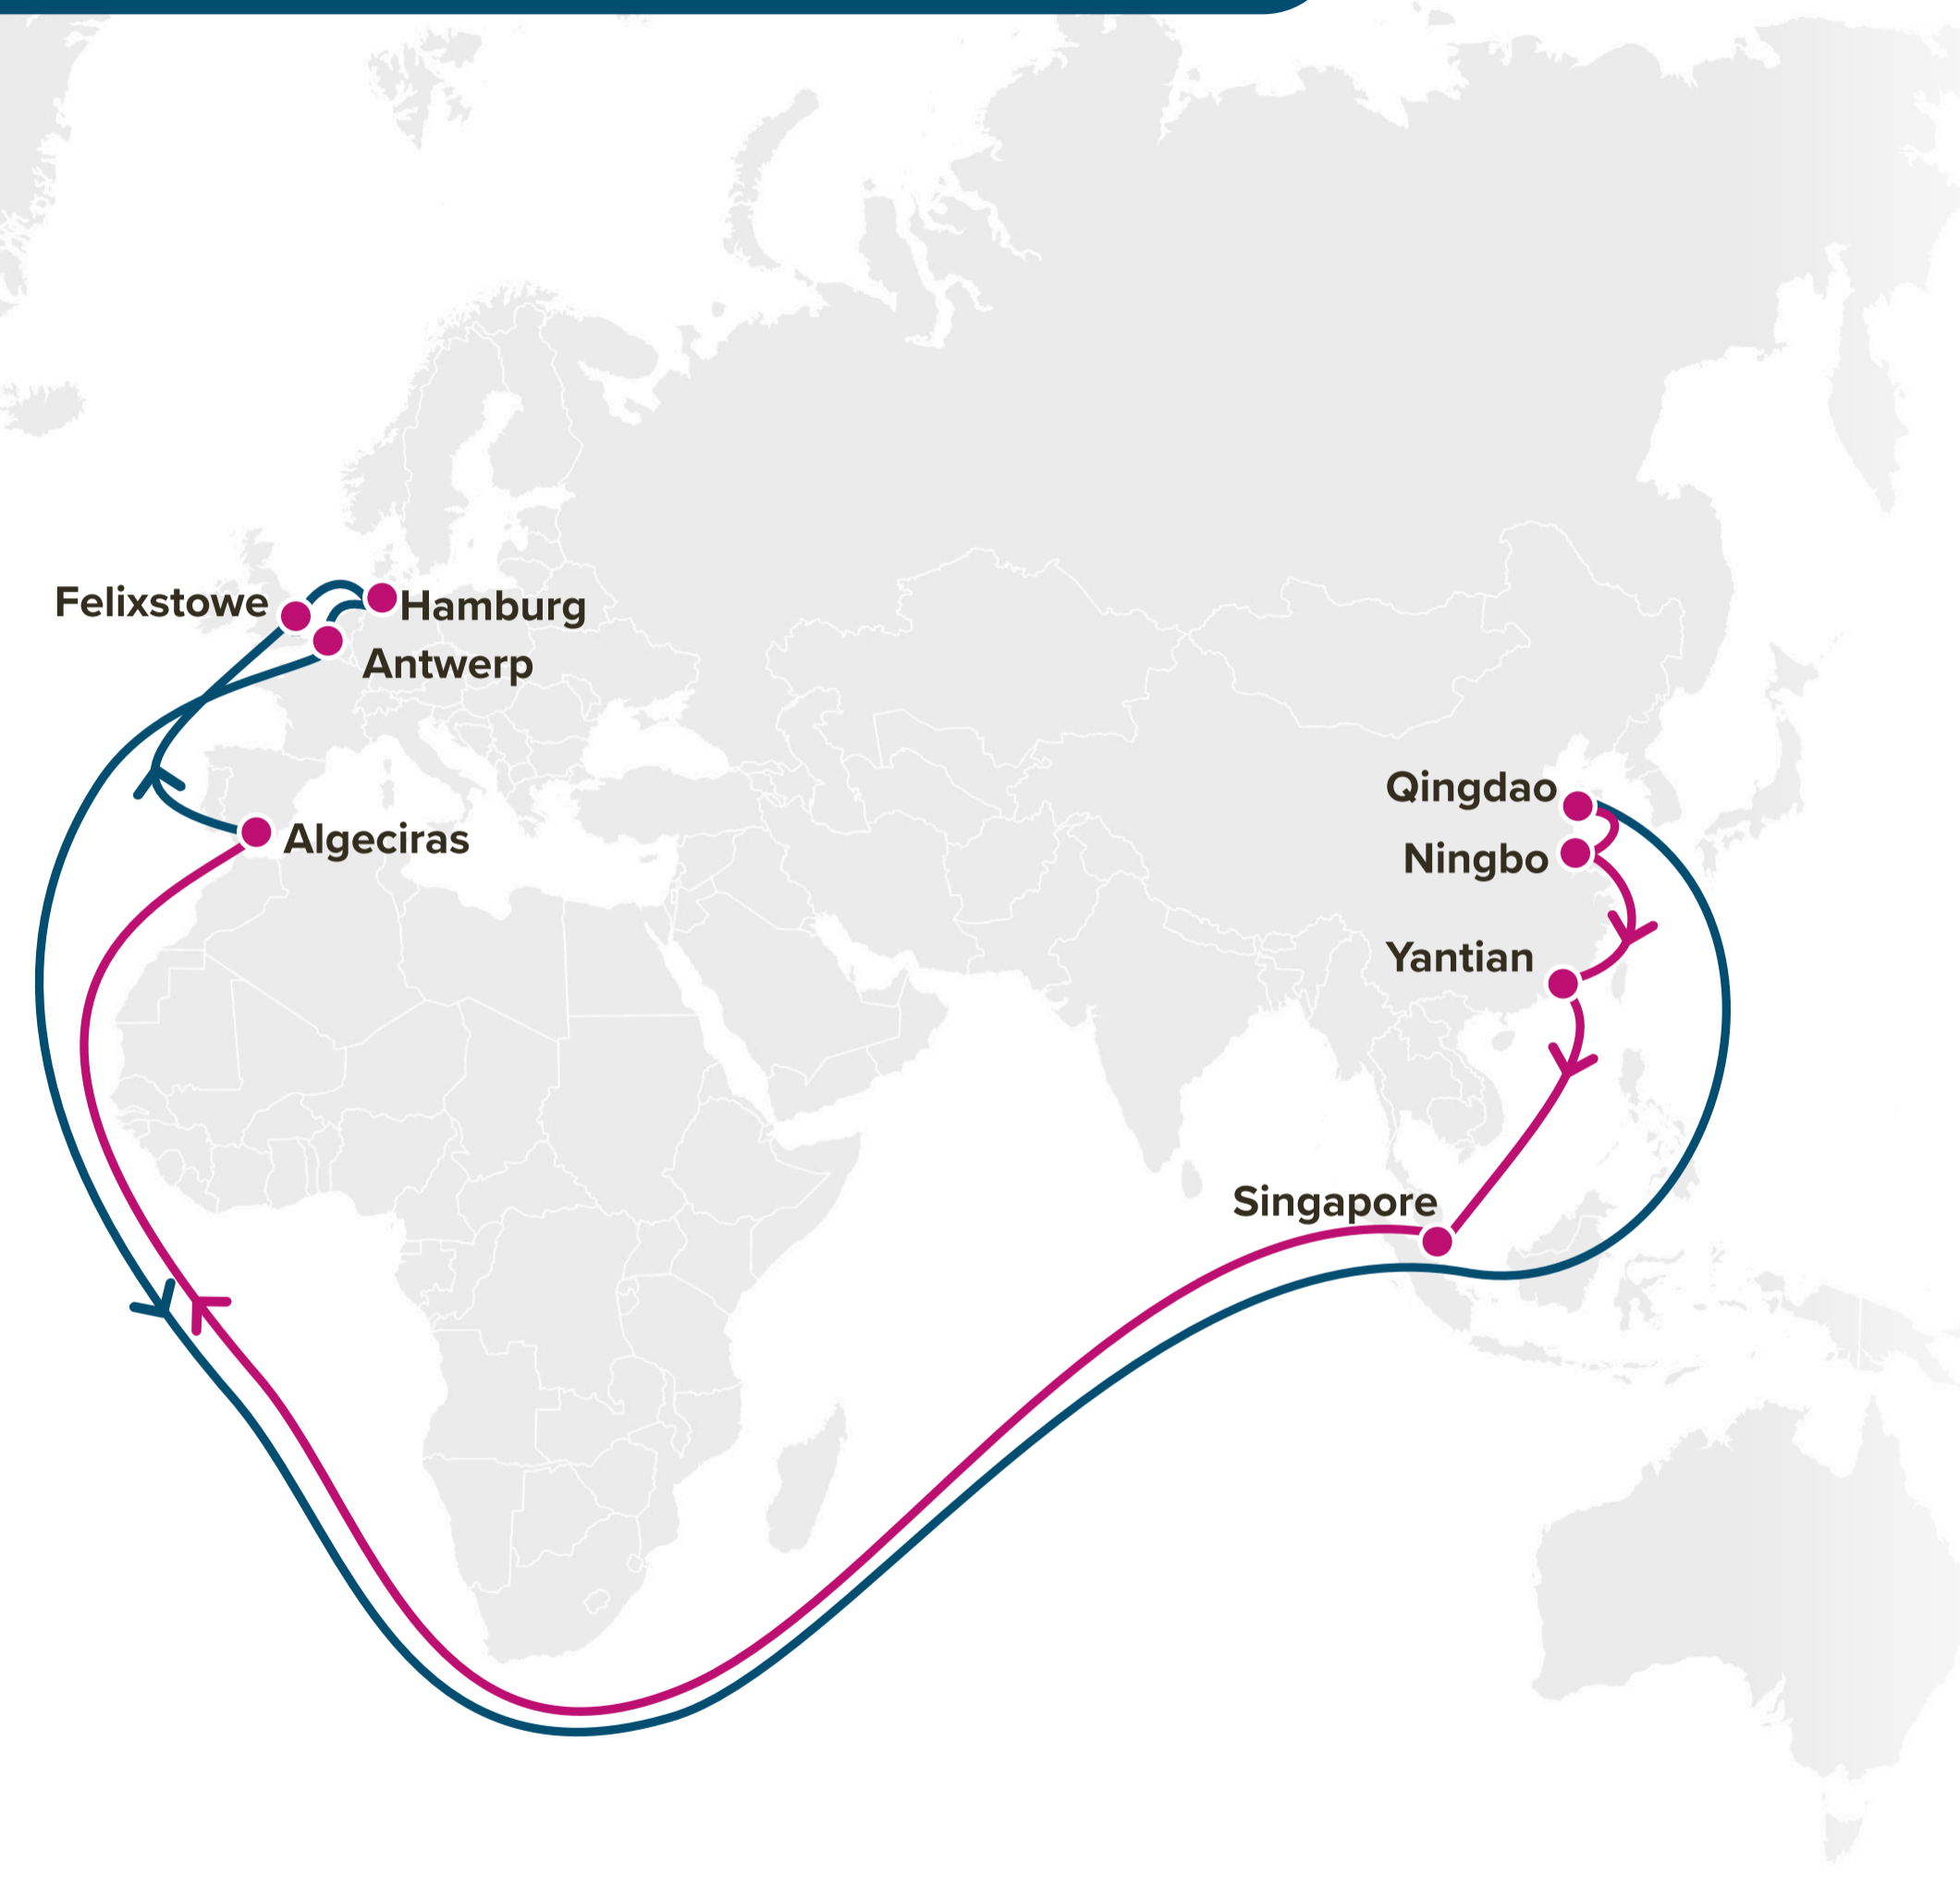 Felixstowe
Hamburg
Antwerp
Qingdao
Algeciras
Ningbo
Yantian
Singapore